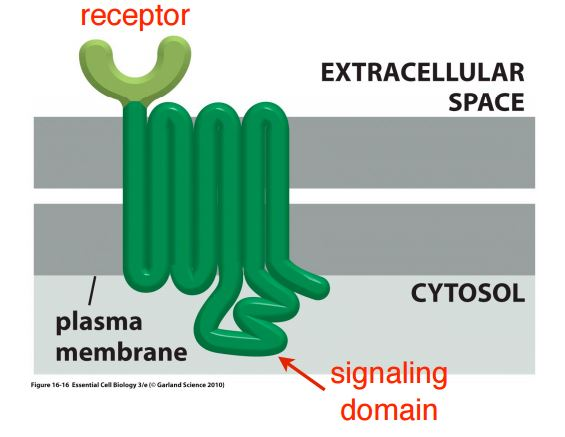 receptor
EXTRACELLULAR
SPACE
CYTOSOL
plasma
membrane
Figure 16-16 Essential Cell Biology 3/e (© Garland Science 2010)
signaling
domain